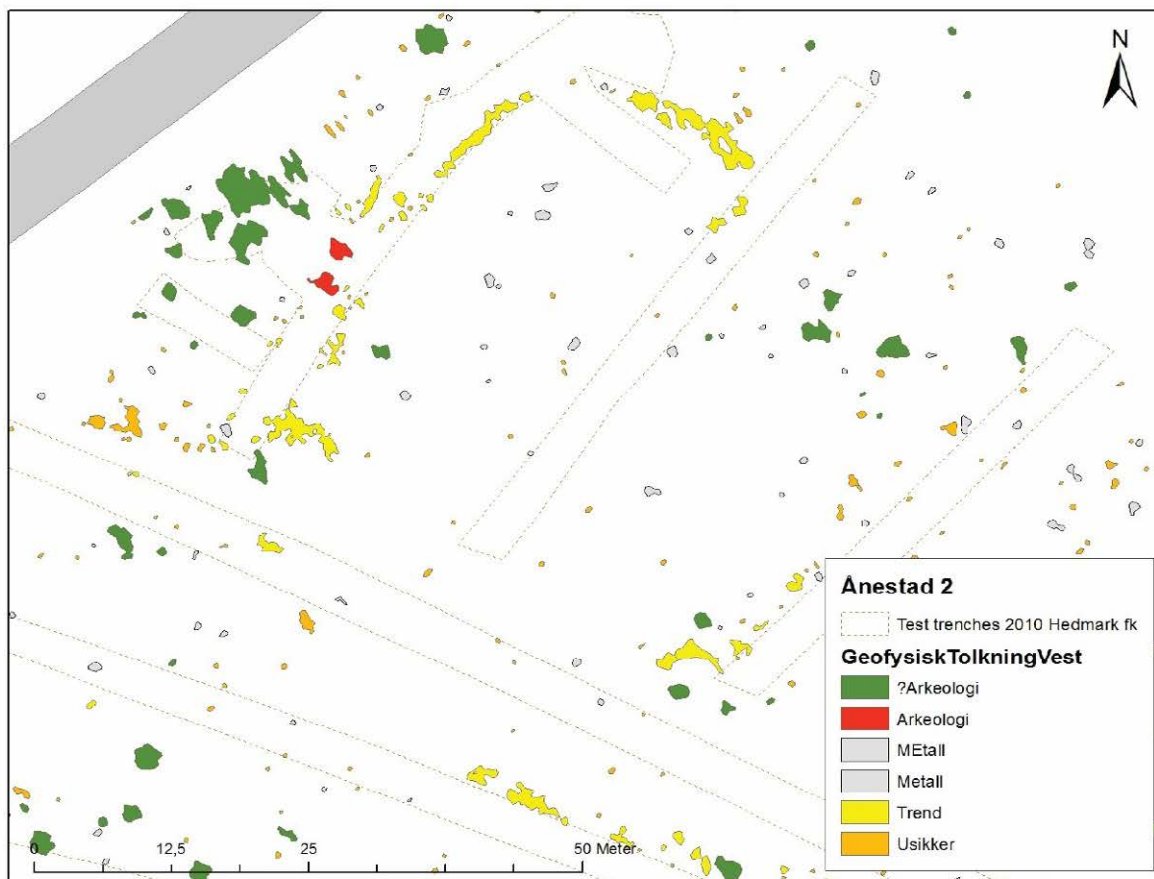 N
Ånestad 2
Test trenches 2010 Hedmark fk
GeofysiskTolkningVest
?Arkeologi
Arkeologi
MEtall
Metall
Trend
Usikker
0 12,5 25 50 Meter